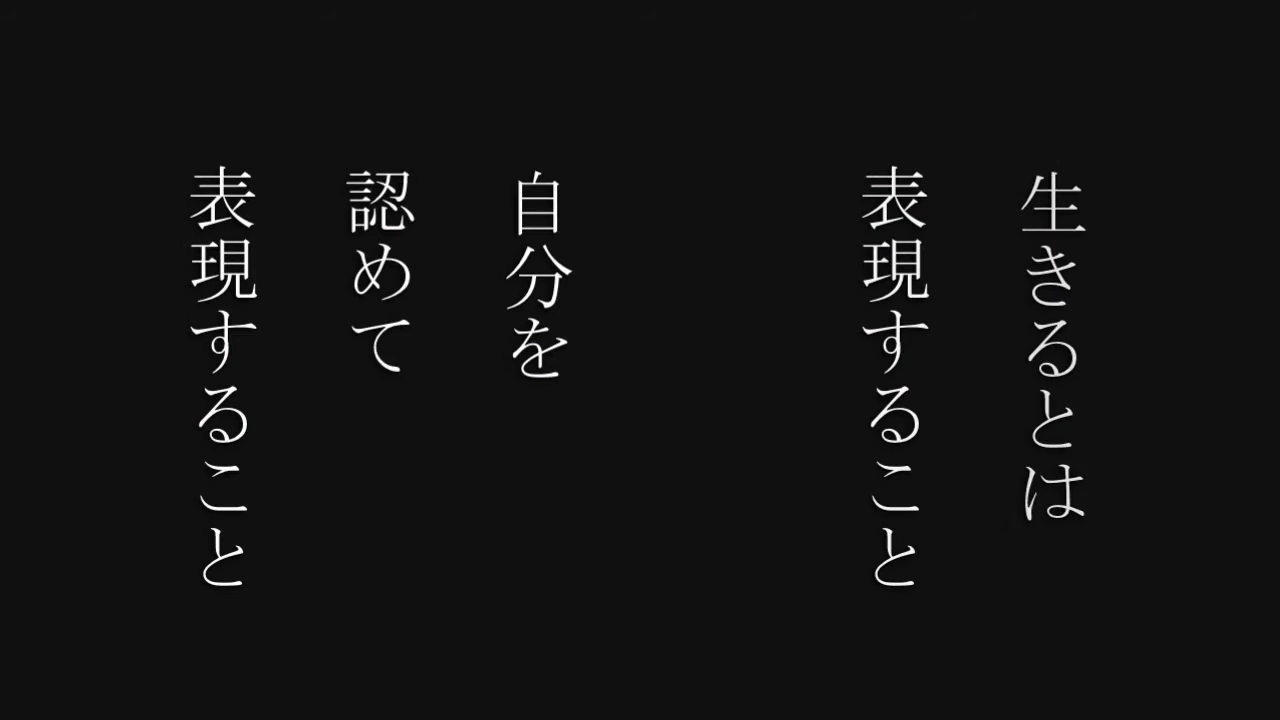 生きるとは
表現すること
自分を
認めて
表現すること